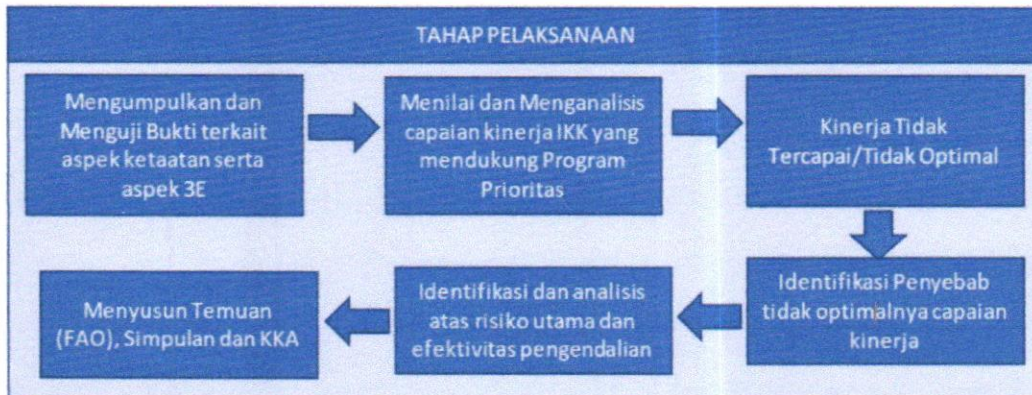 TAHAP PELAKSANAAN
Mengumpulkan dan
Menguji Bukti terkait
aspek ketaatan serta
aspek 3E
Menilai dan Menganalisis
capaian kinerja IKK yang
mendukung Program
Prioritas
Kinerja Tidak
Tercapai/Tidak Optimal
Identifikasi Penyebab
tidak optimalnya capaian
kinerja
Identifikasi dan analisis
atas risiko utama dan
efektivitas pengendalian
Menyusun Temuan
(FAO), Simpulan dan KKA